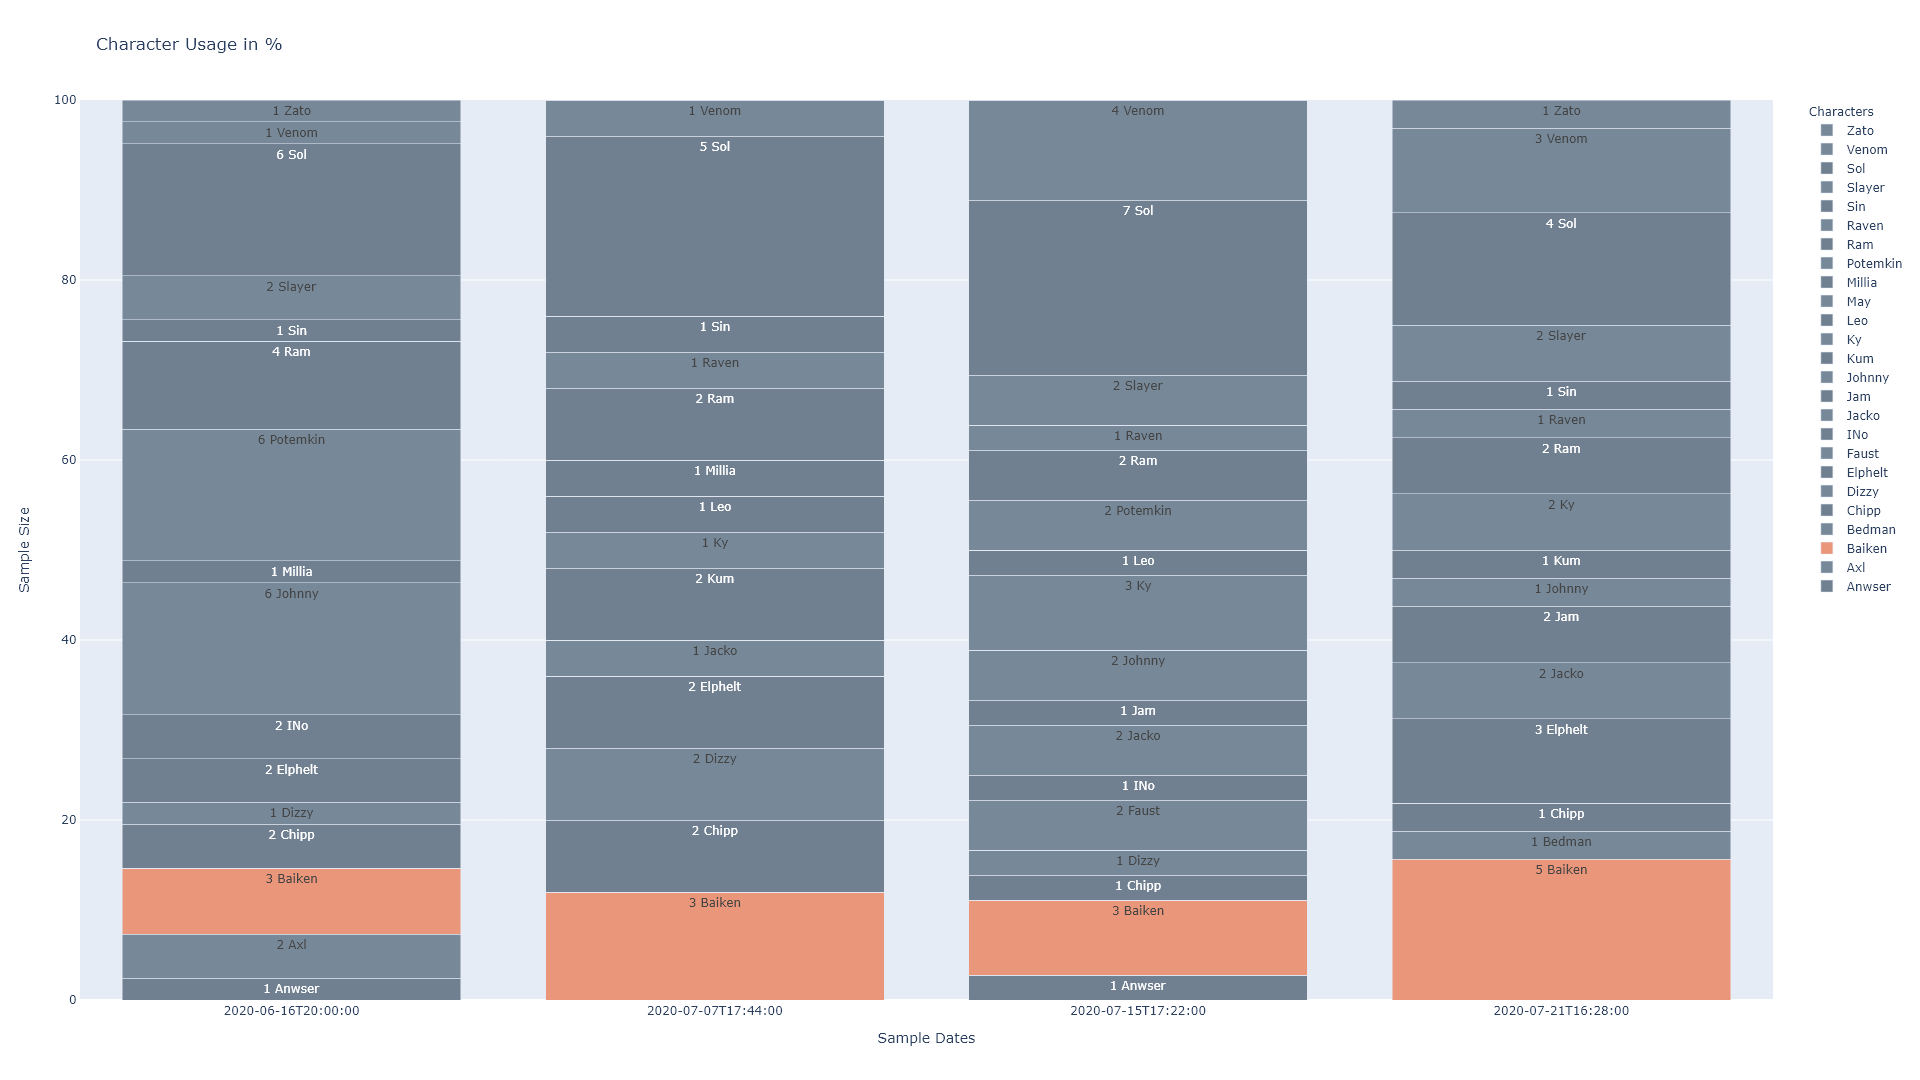 Character Usage in %
Sample Size
100
80
60
40
20
0
1 Zato
1 Venom
6 Sol
2 Slayer
1 Sin
4 Ram
6 Potemkin
1 Millia
6 Johnny
2 INo
2 Elphelt
1 Dizzy
2 Chipp
3 Baiken
2 Axl
1 Anwser
1 Venom
5 Sol
1 Sin
1 Raven
2 Ram
1 Millia
1 Leo
1 Ky
2 Kum
1 Jacko
2 Elphelt
2 Dizzy
2 Chipp
3 Baiken
4 Venom
7 Sol
2 Slayer
1 Raven
2 Ram
2 Potemkin
1 Leo
3 Ky
2 Johnny
1 Jam
2 Jacko
1 INo
2 Faust
1 Dizzy
1 Chipp
3 Baiken
1 Anwser
1 Zato
3 Venom
4 Sol
2 Slayer
1 Sin
1 Raven
2 Ram
2 Ky
1 Kum
1 Johnny
2 Jam
2 Jacko
3 Elphelt
1 Chipp
1 Bedman
5 Baiken
2020-06-16T20:00:00
2020-07-07T17:44:00
2020-07-15T17:22:00
2020-07-21T16:28:00
Sample Dates
Characters
Zato
Venom
Sol
Slayer
Sin
Raven
Ram
Potemkin
Millia
May
Leo
Ky
Kum
Johnny
Jam
Jacko
INo
Faust
Elphelt
Dizzy
Chipp
Bedman
Baiken
Axl
Anwser